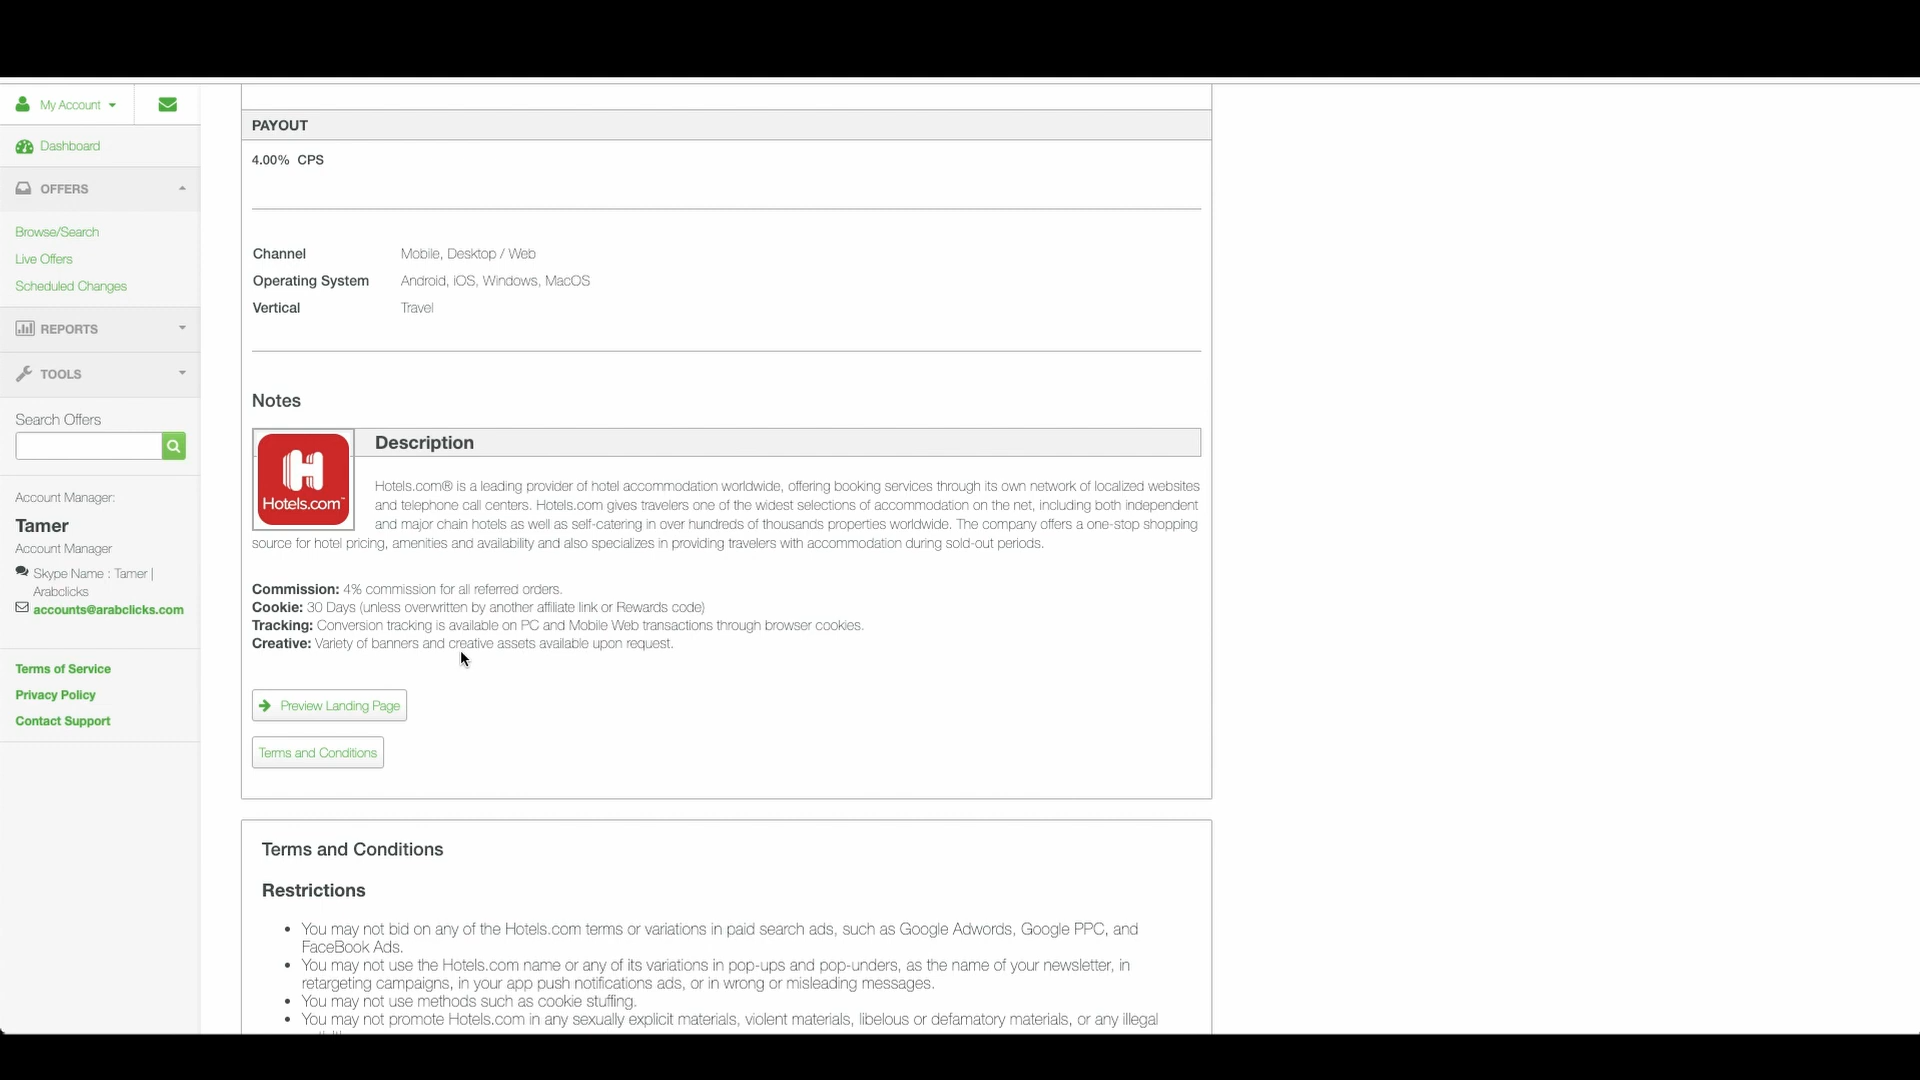 My Account
Dashboard
OFFERS
Browse/Search
Live Offers
Scheduled Changes
REPORTS
TOOLS
Search Offers
Account Manager:
Tamer
Account Manager
Skype Name : Tamer |
Arabclicks
accounts@arabclicks.com
Terms of Service
Privacy Policy
Contact Support
PAYOUT
4.00% CPS
Channel Mobile, Desktop / Web
Operating System Android, iOS, Windows, MacOS
Vertical Travel
Notes
H
Hotels.com™
Description
Hotels.com® is a leading provider of hotel accommodation worldwide, offering booking services through its own network of localized websites
and telephone call centers. Hotels.com gives travelers one of the widest selections of accommodation on the net, including both independent
and major chain hotels as well as self-catering in over hundreds of thousands properties worldwide. The company offers a one-stop shopping
source for hotel pricing, amenities and availability and also specializes in providing travelers with accommodation during sold-out periods.
Commission: 4% commission for all referred orders.
Cookie: 30 Days (unless overwritten by another affiliate link or Rewards code)
Tracking: Conversion tracking is available on PC and Mobile Web transactions through browser cookies.
Creative: Variety of banners and creative assets available upon request.
Preview Landing Page
Terms and Conditions
Terms and Conditions
Restrictions
• You may not bid on any of the Hotels.com terms or variations in paid search ads, such as Google Adwords, Google PPC, and
FaceBook Ads.
• You may not use the Hotels.com name or any of its variations in pop-ups and pop-unders, as the name of your newsletter, in
retargeting campaigns, in your app push notifications ads, or in wrong or misleading messages.
• You may not use methods such as cookie stuffing.
• You may not promote Hotels.com in any sexually explicit materials, violent materials, libelous or defamatory materials, or any illegal